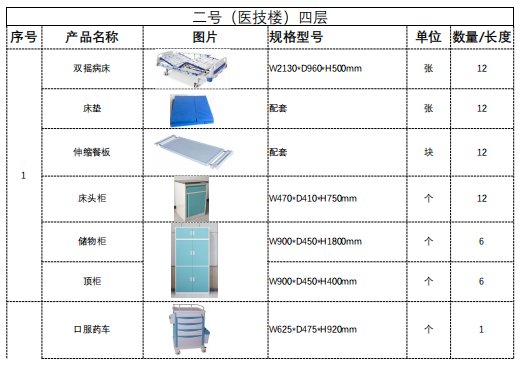 二号（医技楼）四层
序号 产品名称 图片 规格型号 单位 数量/长度
双摇病床 W2130*D960*H500mm 张 12
床垫 配套 张 12
伸缩餐板 配套 块 12
1
床头柜 W470*D410*H750mm 个 12
储物柜 W900*D450*H1800mm 个 6
顶柜 W900*D450*H400mm 个 6
口服药车 W625*D475*H920mm 个 1